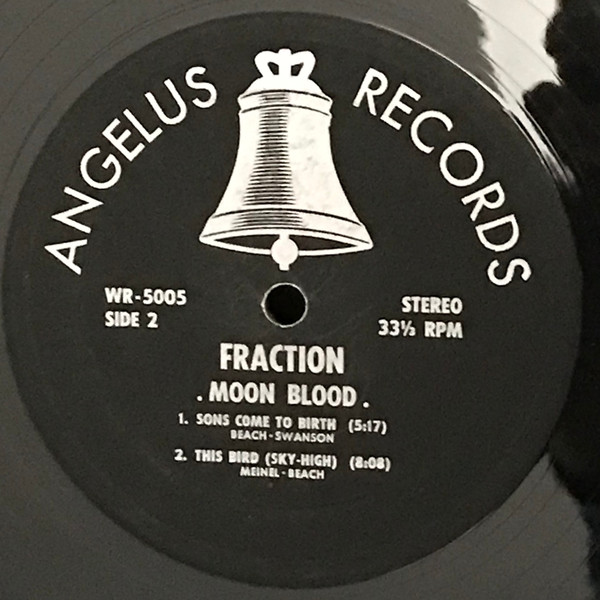 ANGELUS RECORDS
WR-5005
SIDE 2
STEREO
33⅓ RPM
FRACTION
. MOON BLOOD .
1. SONS COME TO BIRTH (5:17)
BEACH-SWANSON
2. THIS BIRD (SKY-HIGH) (8:08)
MEINEL-BEACH